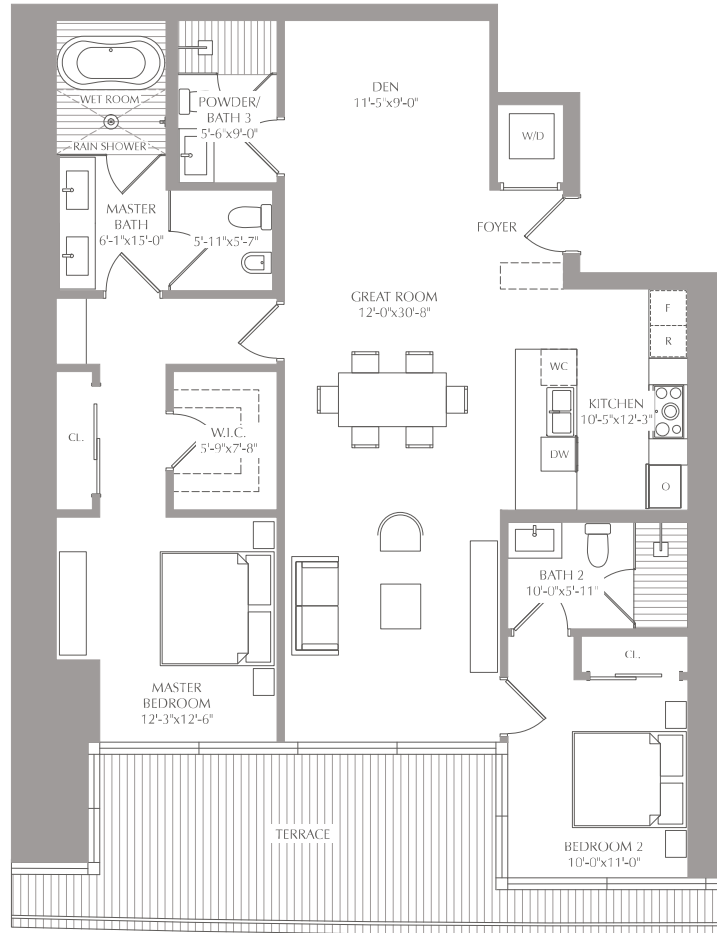 WET ROOM
RAIN SHOWER
POWDER/
BATH 3
5'-6"x9'-0"
DEN
11'-5"x9'-0"
W/D
MASTER
BATH
6'-1"x15'-0"
5'-11"x5'-7"
FOYER
GREAT ROOM
12'-0"x30'-8"
F
R
WC
KITCHEN
10'-5"x12'-3"
DW
O
CL.
W.I.C.
5'-9"x7'-8"
BATH 2
10'-0"x5'-11"
CL.
MASTER
BEDROOM
12'-3"x12'-6"
TERRACE
BEDROOM 2
10'-0"x11'-0"